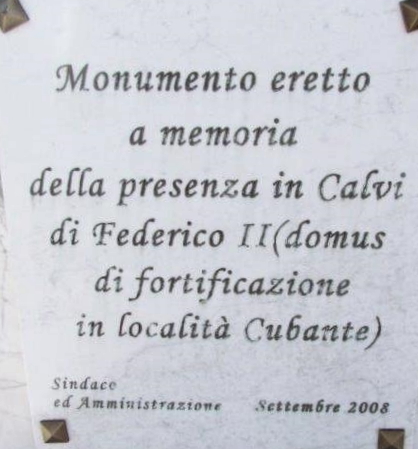 Monumento eretto
a memoria
della presenza in Calvi
di Federico II(domus
di fortificazione
in località Cubante)
Sindaco
ed Amministrazione Settembre 2008